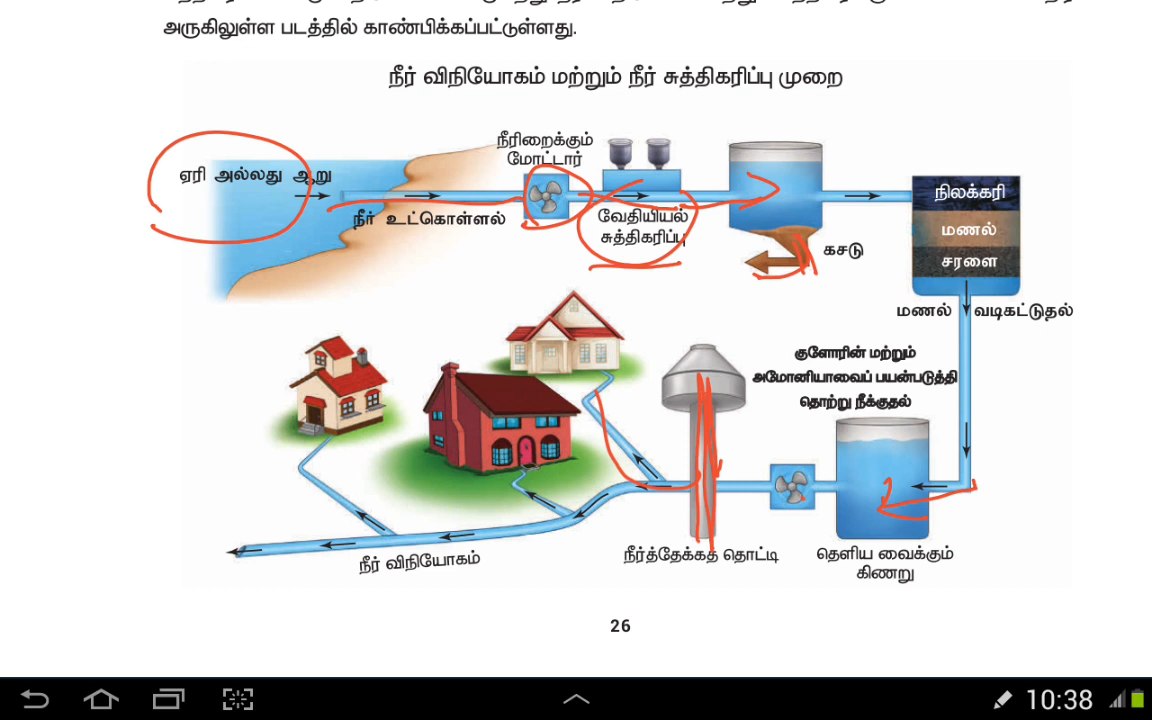 அருகிலுள்ள படத்தில் காண்பிக்கப்பட்டுள்ளது.
நீர் விநியோகம் மற்றும் நீர் சுத்திகரிப்பு முறை
நீரிறைக்கும்
மோட்டார்
ஏரி அல்லது ஆறு
நீர் உட்கொள்ளல்
வேதியியல்
சுத்திகரிப்பு
கசடு
நிலக்கரி
மணல்
சரளை
மணல் வடிகட்டுதல்
குளோரின் மற்றும்
அமோனியாவைப் பயன்படுத்தி
தொற்று நீக்குதல்
நீர் விநியோகம்
நீர்த்தேக்கத் தொட்டி
தெளிய வைக்கும்
கிணறு
26
10:38